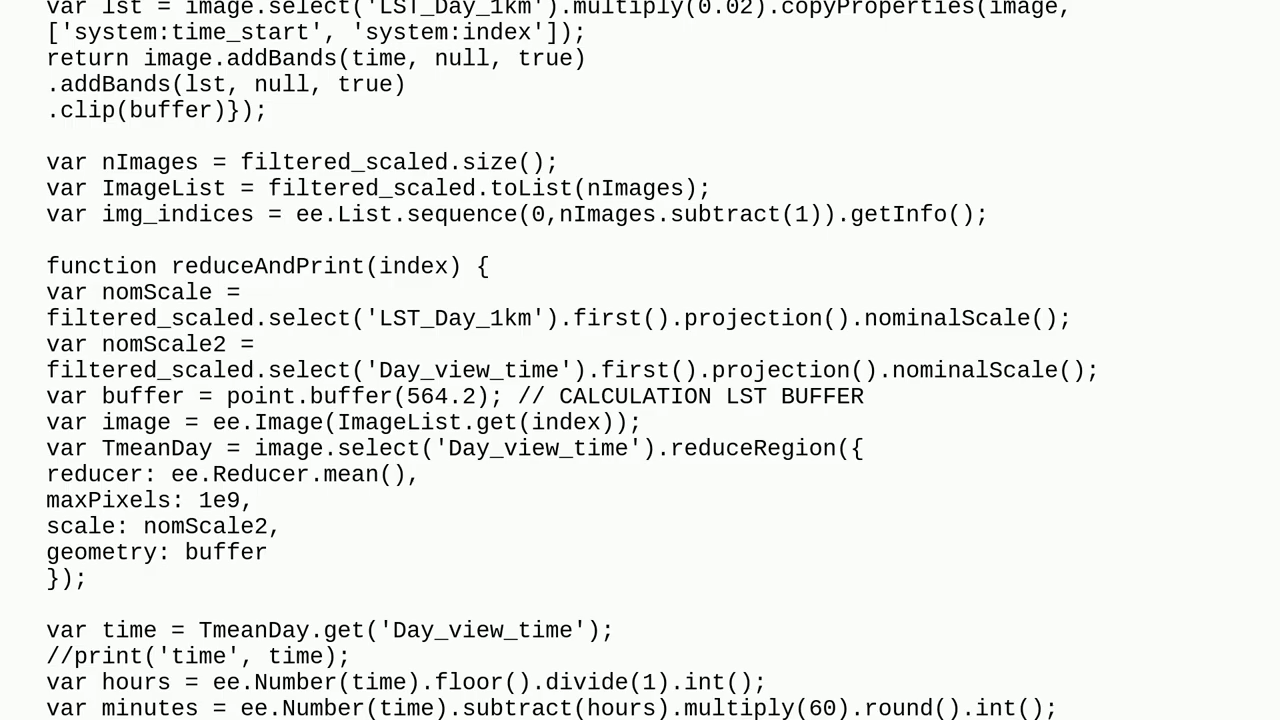 var lst = image.select('LST_Day_1km').multiply(0.02).copyProperties(image,
['system:time_start', 'system:index']);
return image.addBands(time, null, true)
.addBands(lst, null, true)
.clip(buffer)});

var nImages = filtered_scaled.size();
var ImageList = filtered_scaled.toList(nImages);
var img_indices = ee.List.sequence(0,nImages.subtract(1)).getInfo();

function reduceAndPrint(index) {
var nomScale =
filtered_scaled.select('LST_Day_1km').first().projection().nominalScale();
var nomScale2 =
filtered_scaled.select('Day_view_time').first().projection().nominalScale();
var buffer = point.buffer(564.2); // CALCULATION LST BUFFER
var image = ee.Image(ImageList.get(index));
var TmeanDay = image.select('Day_view_time').reduceRegion({
reducer: ee.Reducer.mean(),
maxPixels: 1e9,
scale: nomScale2,
geometry: buffer
});

var time = TmeanDay.get('Day_view_time');
//print('time', time);
var hours = ee.Number(time).floor().divide(1).int();
var minutes = ee.Number(time).subtract(hours).multiply(60).round().int();